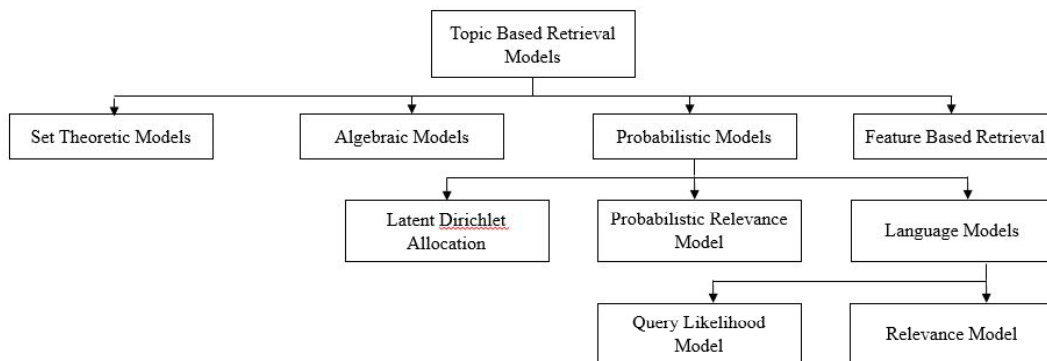 Topic Based Retrieval
Models
Set Theoretic Models
Algebraic Models
Probabilistic Models
Feature Based Retrieval
Latent Dirichlet
Allocation
Probabilistic Relevance
Model
Language Models
Query Likelihood
Model
Relevance Model